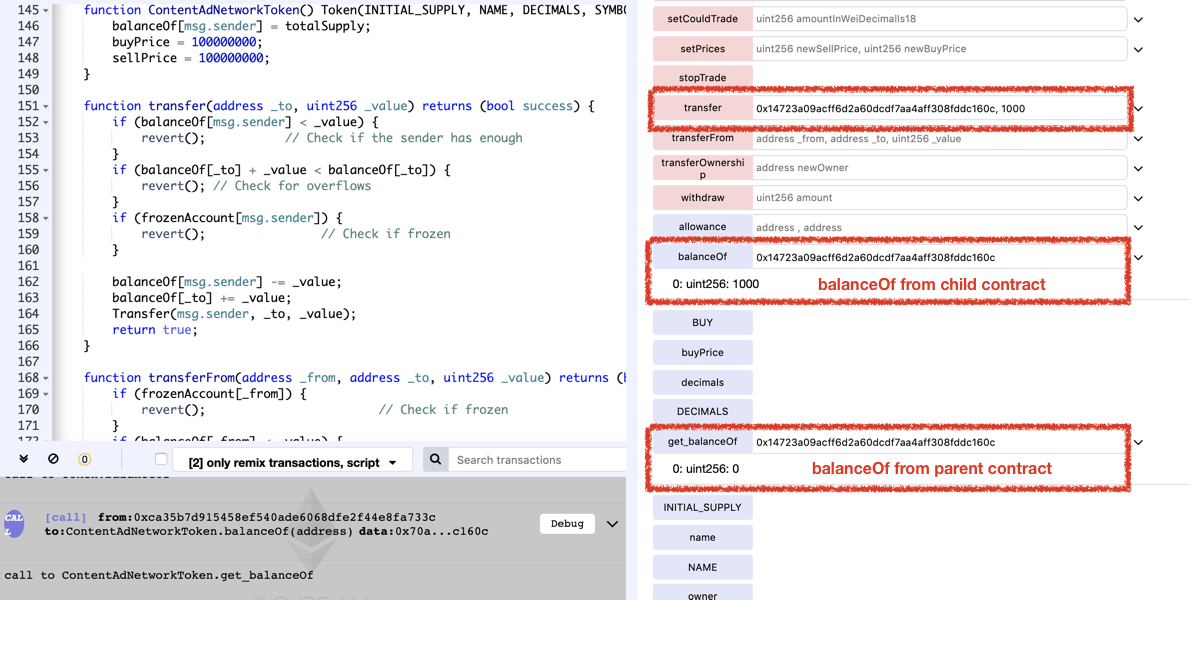 145 function ContentAdNetworkToken() Token(INITIAL_SUPPLY, NAME, DECIMALS, SYMBO
146 balanceOf[msg.sender] = totalSupply;
147 buyPrice = 100000000;
148 sellPrice = 100000000;
149 }
150
151 function transfer(address _to, uint256 _value) returns (bool success) {
152 if (balanceOf[msg.sender] < _value) {
153 revert(); // Check if the sender has enough
154 }
155 if (balanceOf[_to] + _value < balanceOf[_to]) {
156 revert(); // Check for overflows
157 }
158 if (frozenAccount[msg.sender]) {
159 revert(); // Check if frozen
160 }
161
162 balanceOf[msg.sender] -= _value;
163 balanceOf[_to] += _value;
164 Transfer(msg.sender, _to, _value);
165 return true;
166 }
167
168 function transferFrom(address _from, address _to, uint256 _value) returns (b
169 if (frozenAccount[_from]) {
170 revert(); // Check if frozen
171 }
0
[2] only remix transactions, script
Search transactions
[call] from:0xca35b7d915458ef540ade6068dfe2f44e8fa733c
to:ContentAdNetworkToken.balanceOf(address) data:0x70a...c160c
Debug
call to ContentAdNetworkToken.get_balanceOf
setCouldTrade uint256 amountInWeiDecimalIs18
setPrices uint256 newSellPrice, uint256 newBuyPrice
stopTrade
transfer 0x14723a09acff6d2a60dcdf7aa4aff308fddc160c, 1000
transferFrom address _from, address _to, uint256 _value
transferOwnershi
p address newOwner
withdraw uint256 amount
allowance address , address
balanceOf 0x14723a09acff6d2a60dcdf7aa4aff308fddc160c
0: uint256: 1000 balanceOf from child contract
BUY
buyPrice
decimals
DECIMALS
get_balanceOf 0x14723a09acff6d2a60dcdf7aa4aff308fddc160c
0: uint256: 0 balanceOf from parent contract
INITIAL_SUPPLY
name
NAME
owner